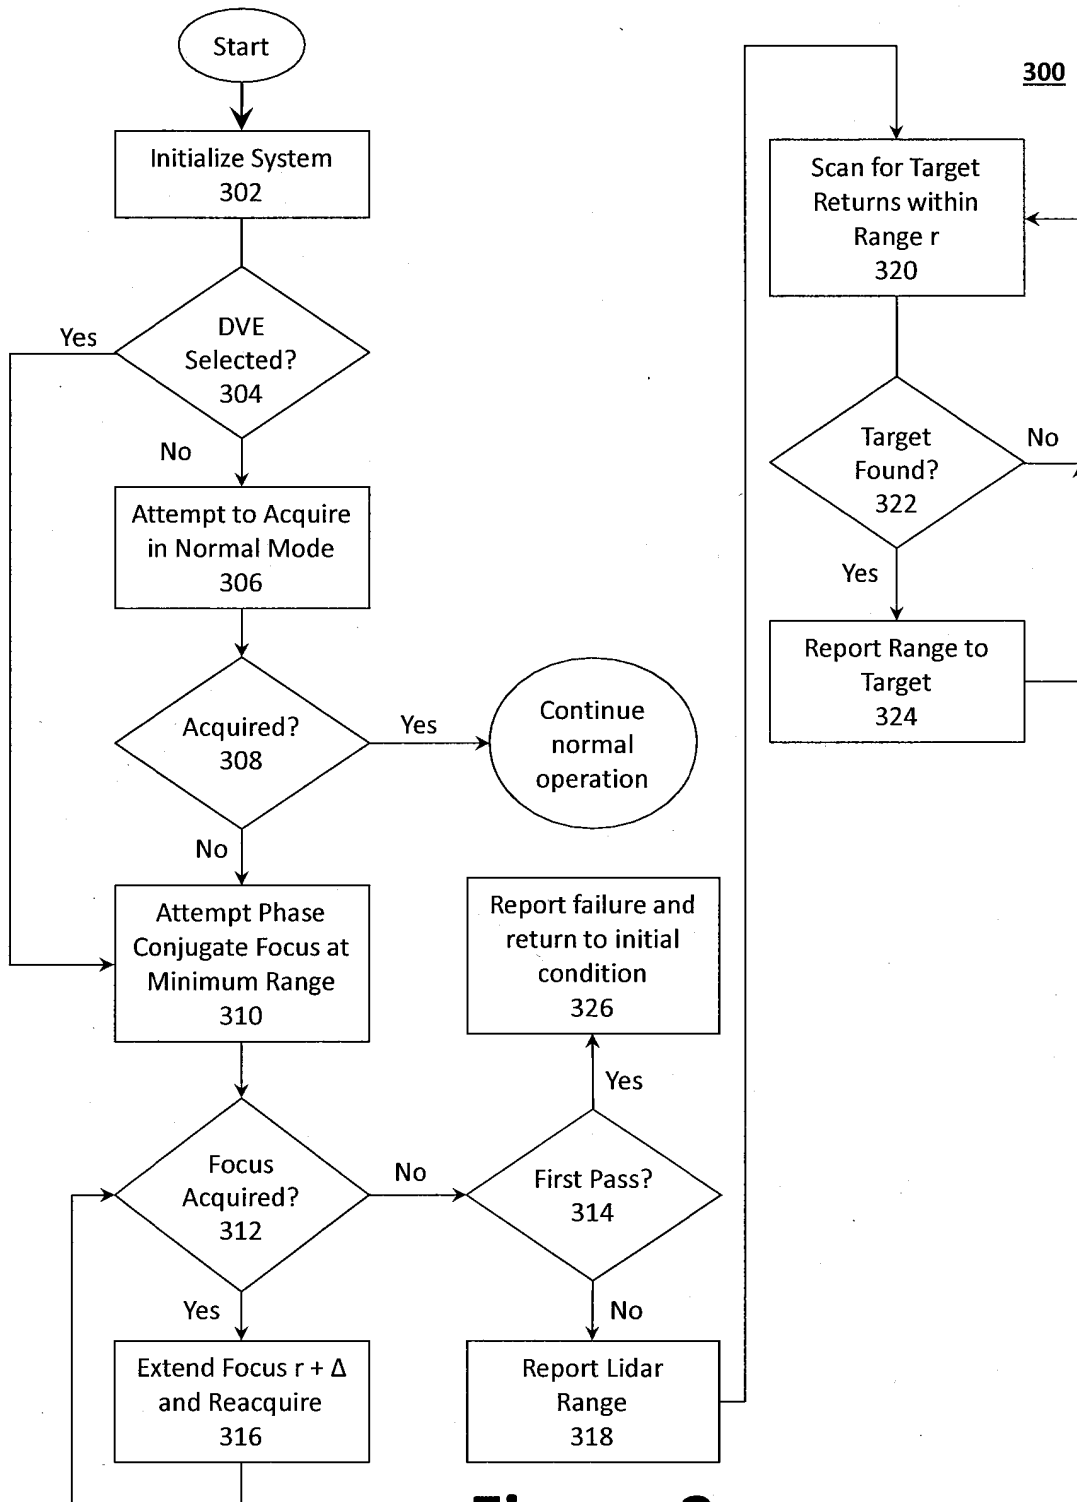 Start
300
Initialize System
302
Yes
DVE
Selected?
304
No
Attempt to Acquire
in Normal Mode
306
Acquired?
308
Yes
Continue
normal
operation
No
Attempt Phase
Conjugate Focus at
Minimum Range
310
Focus
Acquired?
312
No
First Pass?
314
Yes
Report failure and
return to initial
condition
326
Yes
Extend Focus r + Δ
and Reacquire
316
No
Report Lidar
Range
318
Scan for Target
Returns within
Range r
320
Target
Found?
322
No
Yes
Report Range to
Target
324